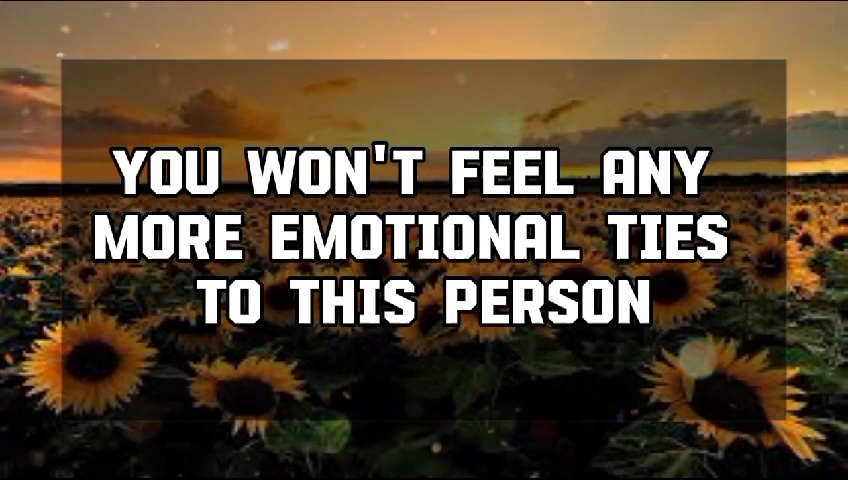 YOU WON'T FEEL ANY
MORE EMOTIONAL TIES
TO THIS PERSON